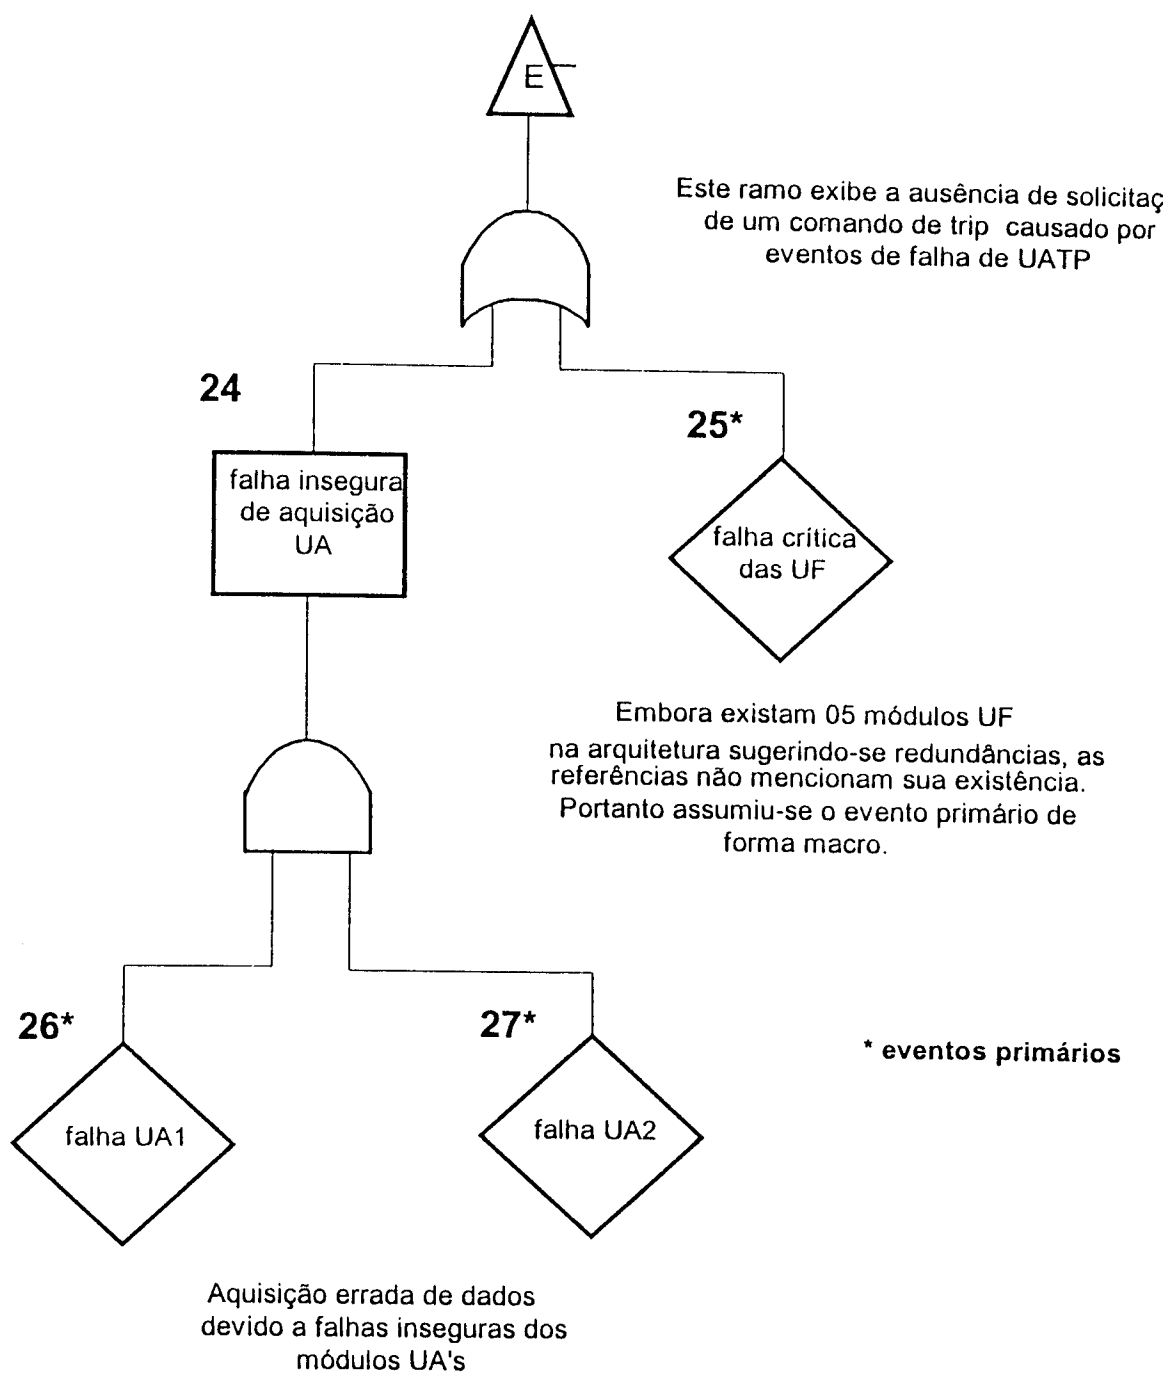 E
Este ramo exibe a ausência de solicitaç
de um comando de trip causado por
eventos de falha de UATP
24
25*
falha insegura
de aquisição
UA
falha crítica
das UF
Embora existam 05 módulos UF
na arquitetura sugerindo-se redundâncias, as
referências não mencionam sua existência.
Portanto assumiu-se o evento primário de
forma macro.
26*
27*
* eventos primários
falha UA1
falha UA2
Aquisição errada de dados
devido a falhas inseguras dos
módulos UA's